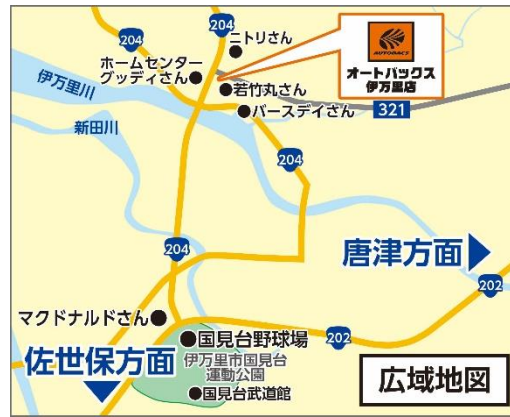 204
204
ニトリさん
ホームセンター
グッディさん
AUTOBACS
オートバックス
伊万里店
伊万里川
若竹丸さん
バースデイさん
321
新田川
204
204
唐津方面
202
マクドナルドさん
国見台野球場
202
佐世保方面
伊万里市国見台
運動公園
国見台武道館
広域地図